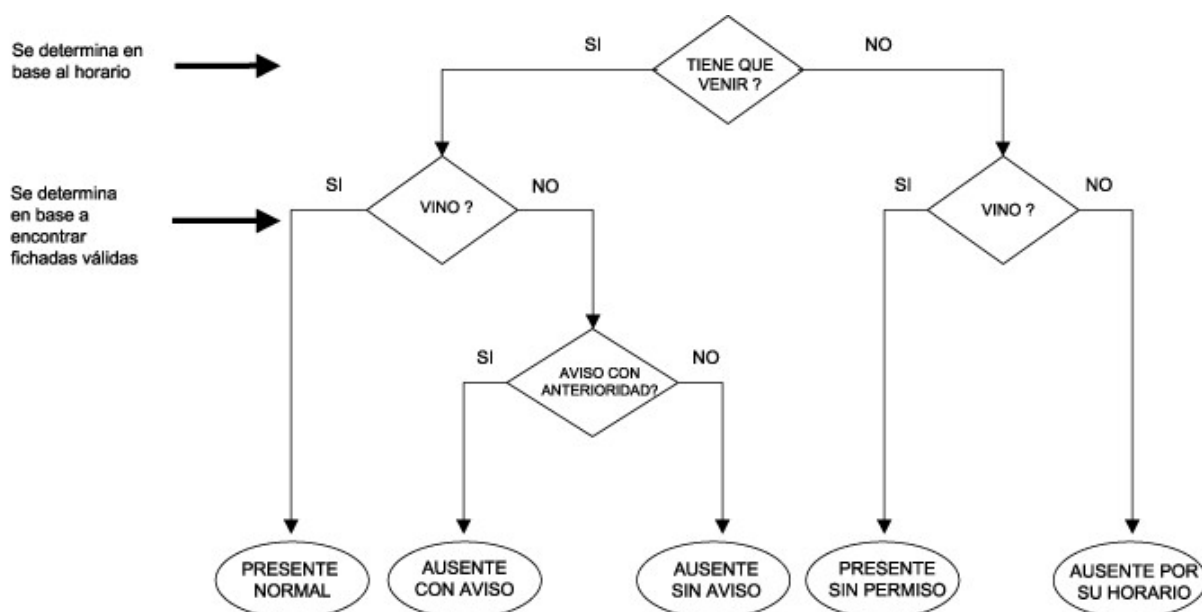 Se determina en
base al horario
SI
TIENE QUE
VENIR ?
NO
Se determina
en base a
encontrar
fichadas válidas
SI
VINO ?
NO
SI
VINO ?
NO
SI
AVISO CON
ANTERIORIDAD?
NO
PRESENTE
NORMAL
AUSENTE
CON AVISO
AUSENTE
SIN AVISO
PRESENTE
SIN PERMISO
AUSENTE POR
SU HORARIO